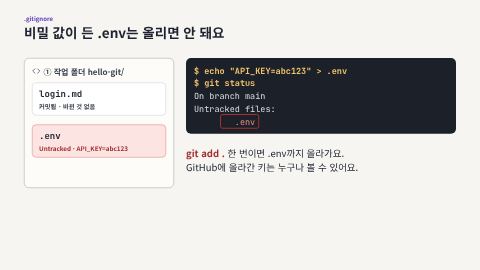 .gitignore
비밀 값이 든 .env는 올리면 안 돼요
<> ① 작업 폴더 hello-git/
login.md
커밋됨 · 바뀐 것 없음
.env
Untracked · API_KEY=abc123
$ echo "API_KEY=abc123" > .env
$ git status
On branch main
Untracked files:
.env
git add . 한 번이면 .env까지 올라가요.
GitHub에 올라간 키는 누구나 볼 수 있어요.